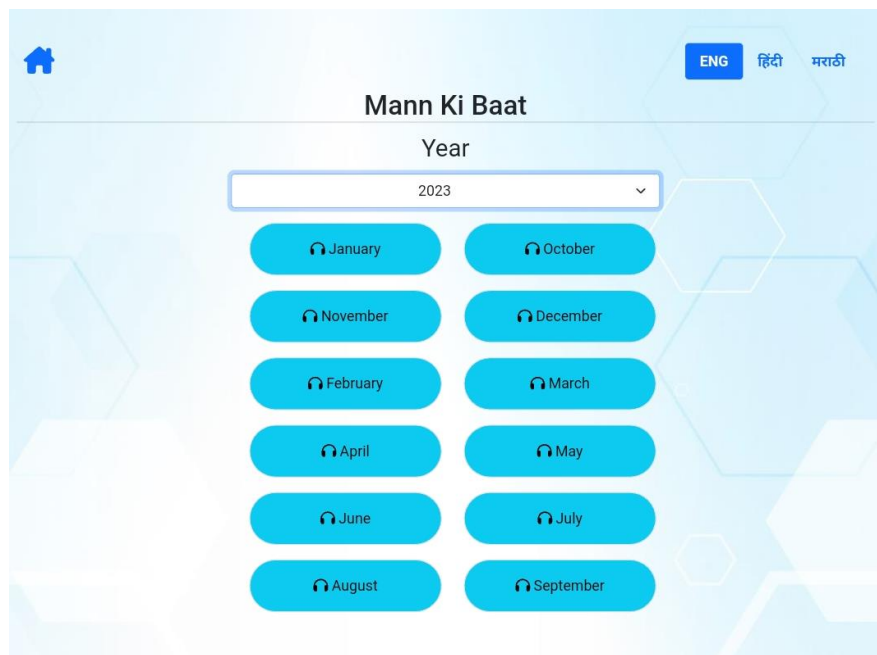 ENG हिंदी मराठी
Mann Ki Baat
Year
2023
January October
November December
February March
April May
June July
August September